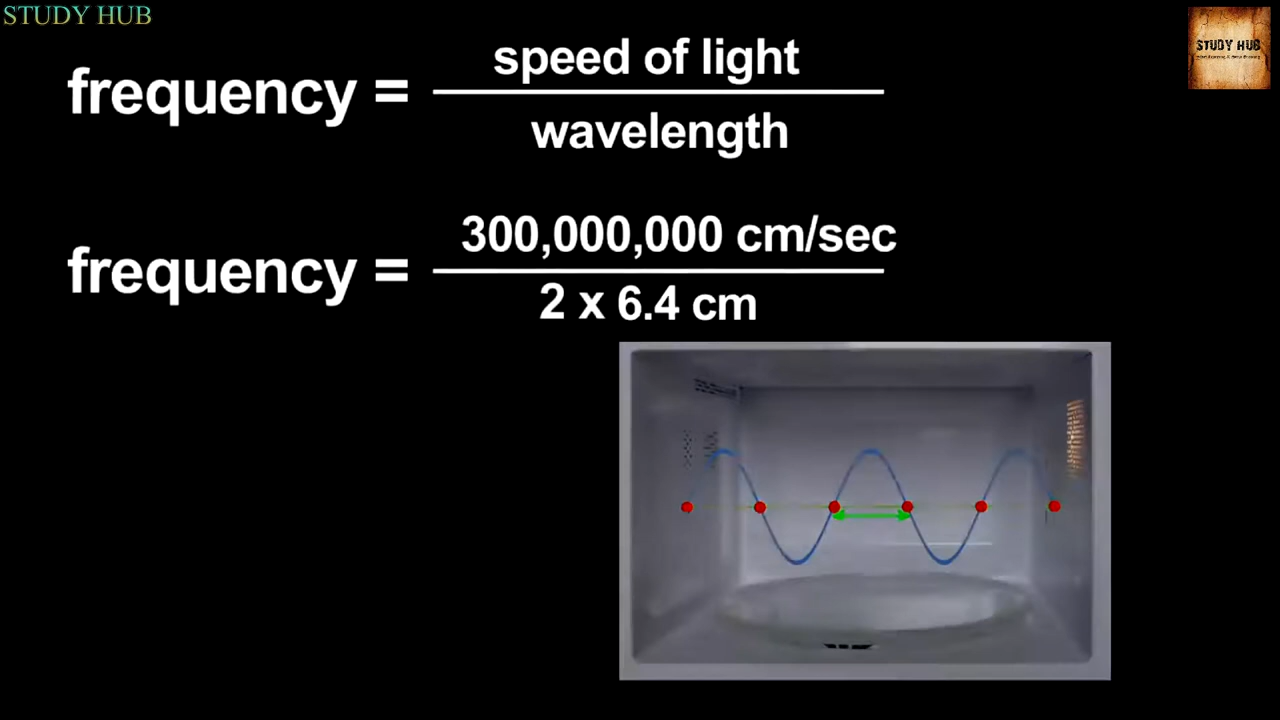 STUDY HUB
STUDY HUB
frequency = speed of light
wavelength
frequency = 300,000,000 cm/sec
2 x 6.4 cm